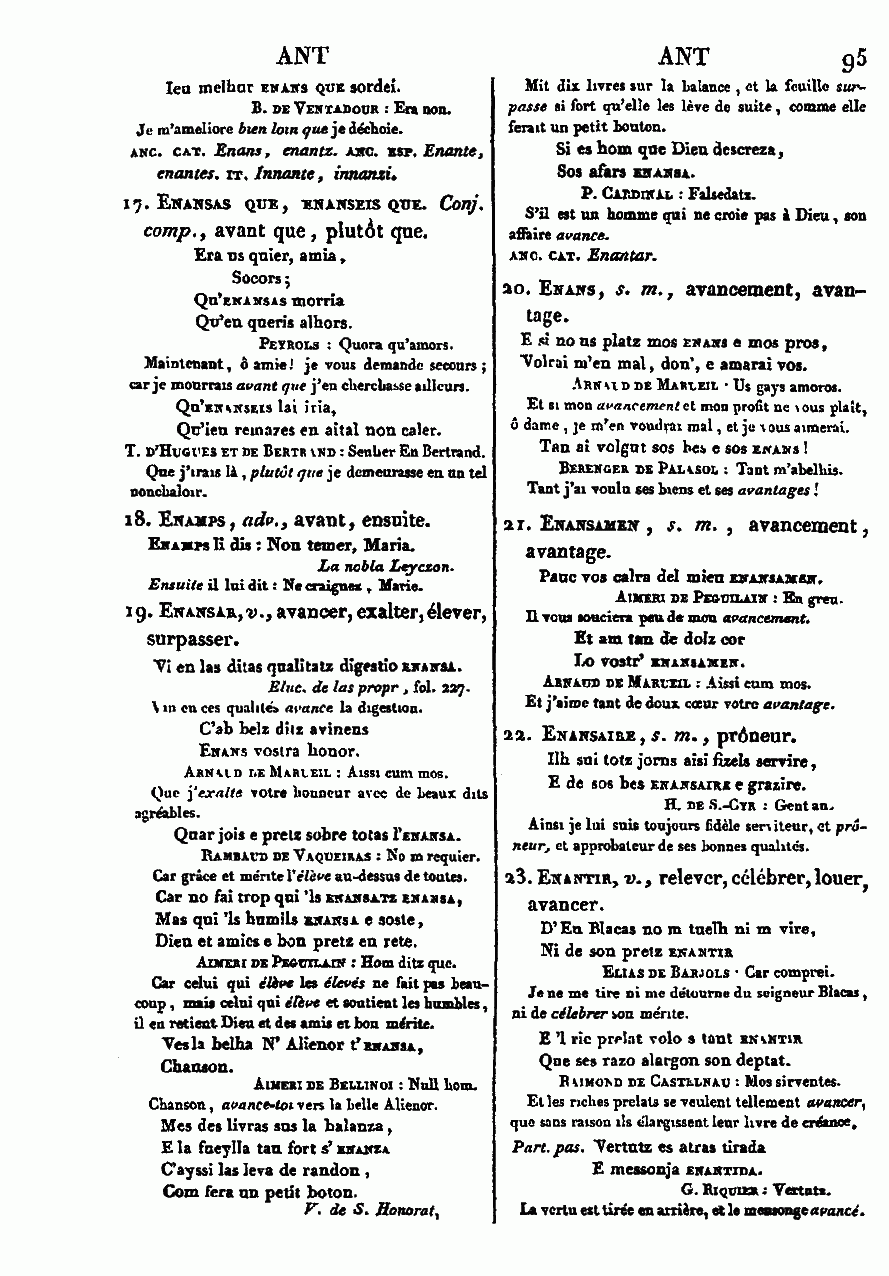 ANT
ANT 95
Ieu melhur ENANS QUE sordei.
B. DE VENTADOUR : Era non.
Je m'ameliore bien loin que je déchoie.
ANC. CAT. Enans, enantz. ANC. ESP. Enante,
enantes. IT. Innante, innanzi.
17. ENANSAS QUE, ENANSEIS QUE. Conj.
comp., avant que, plutôt que.
Era us quier, amia,
Socors;
Qu'ENANSAS morria
Qu'en queris alhors.
PEYROLS : Quora qu'amors.
Maintenant, ô amie! je vous demande secours;
car je mourrais avant que j'en cherchasse ailleurs.
Qu'ENANSEIS lai iria,
Qu'ieu remazes en aital non caler.
T. D'HUGUES ET DE BERTRAND : Senher En Bertrand.
Que j'irais là, plutôt que je demeurasse en un tel
nonchaloir.
18. ENAMPS, adv., avant, ensuite.
ENAMPS li dis : Non temer, Maria.
La nobla Leyczon.
Ensuite il lui dit : Ne craignez, Marie.
19. ENANSAR, v., avancer, exalter, élever,
surpasser.
Vi en las ditas qualitatz digestio ENANSA.
Eluc. de las propr, fol. 227.
Vin en ces qualités avance la digestion.
C'ab belz ditz avinens
ENANS vostra honor.
ARNAUD DE MARUEIL : Aissi cum mos.
Que j'exalte votre honneur avec de beaux dits
agréables.
Quar jois e pretz sobre totas l'ENANSA.
RAMBAUD DE VAQUEIRAS : No m requier.
Car grâce et mérite l'élève au-dessus de toutes.
Car no fai trop qui 'ls ENANSATZ ENANSA,
Mas qui 'ls humils ENANSA e soste,
Dieu et amics e bon pretz en rete.
AIMERI DE PEGUILAIN : Hom ditz que.
Car celui qui élève les élevés ne fait pas beau-
coup, mais celui qui élève et soutient les humbles,
il en retient Dieu et des amis et bon mérite.
Ves la belha N' Alienor t'ENANSA,
Chanson.
AIMERI DE BELLINOI : Null hom.
Chanson, avance-toi vers la belle Alienor.
Mes des livras sus la balanza,
E la fueylla tan fort s'ENANZA
C'ayssi las leva de randon,
Com fera un petit boton.
V. de S. Honorat,
Mit dix livres sur la balance, et la feuille sur-
passe si fort qu'elle les lève de suite, comme elle
ferait un petit bouton.
Si es hom que Dieu descreza,
Sos afars ENANSA.
P. CARDINAL : Falsedatz.
S'il est un homme qui ne croie pas à Dieu, son
affaire avance.
ANC. CAT. Enantar.
20. ENANS, s. m., avancement, avan-
tage.
E si no us platz mos ENANS e mos pros,
Volrai m'en mal, don', e amarai vos.
ARNAUD DE MARUEIL : Us gays amoros.
Et si mon avancement et mon profit ne vous plaît,
ô dame, je m'en voudrai mal, et je vous aimerai.
Tan ai volgut sos bes e sos ENANS!
BERENGER DE PALASOL : Tant m'abelhis.
Tant j'ai voulu ses biens et ses avantages!
21. ENANSAMEN, s. m., avancement,
avantage.
Pauc vos calra del mieu ENANSAMEN.
AIMERI DE PEGUILAIN : En greu.
Il vous souciera peu de mon avancement.
Et am tan de dolz cor
Lo vostr' ENANSAMEN.
ARNAUD DE MARUEIL : Aissi cum mos.
Et j'aime tant de doux cœur votre avantage.
22. ENANSAIRE, s. m., prôneur.
Ilh sui totz jorns aisi fizels servire,
E de sos bes ENANSAIRE e grazire.
H. DE S.-CYR : Gent an.
Ainsi je lui suis toujours fidèle serviteur, et prô-
neur, et approbateur de ses bonnes qualités.
23. ENANTIR, v., relever, célébrer, louer,
avancer.
D'En Blacas no m tuelh ni m vire,
Ni de son pretz ENANTIR
ELIAS DE BARJOLS : Car comprei.
Je ne me tire ni me détourne du seigneur Blacas,
ni de célébrer son mérite.
E 'l ric prelat volo s tant ENANTIR
Que ses razo alargon son deptat.
RAIMOND DE CASTELNAU : Mos sirventes.
Et les riches prelats se veulent tellement avancer,
que sans raison ils élargissent leur livre de créance.
Part. pas. Vertutz es atras tirada
E messonja ENANTIDA.
G. RIQUIER : Vertutz.
La vertu est tirée en arrière, et le mensonge avancé.